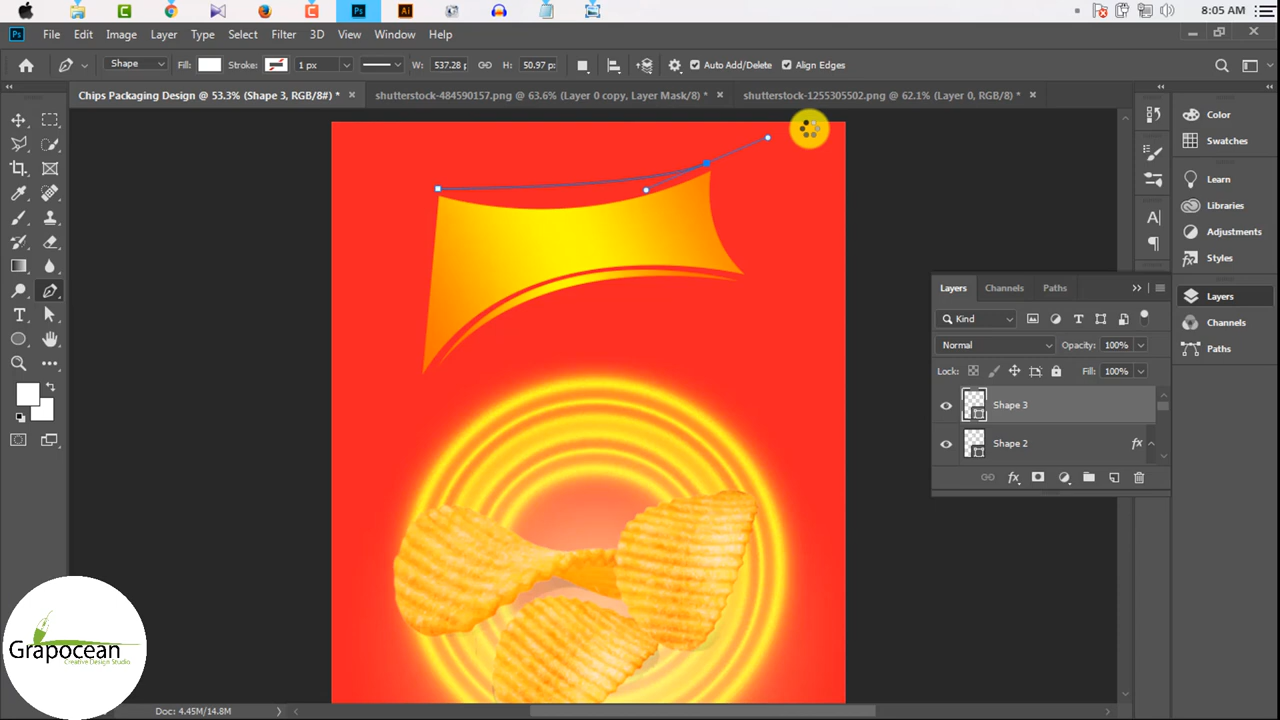 8:05 AM
Ps File Edit Image Layer Type Select Filter 3D View Window Help
Shape Fill: Stroke: 1 px W: 537.28 p H: 50.97 p Auto Add/Delete Align Edges
Chips Packaging Design @ 53.3% (Shape 3, RGB/8#) * × shutterstock-484590157.png @ 63.6% (Layer 0 copy, Layer Mask/8) * × shutterstock-1255305502.png @ 62.1% (Layer 0, RGB/8) * ×
Color
Swatches
Learn
Libraries
Adjustments
Styles
Layers
Channels
Paths
Layers Channels Paths
Kind
Normal Opacity: 100%
Lock: Fill: 100%
Shape 3
Shape 2 fx
fx
Grapocean
Creative Design Studio
Doc: 4.45M/14.8M